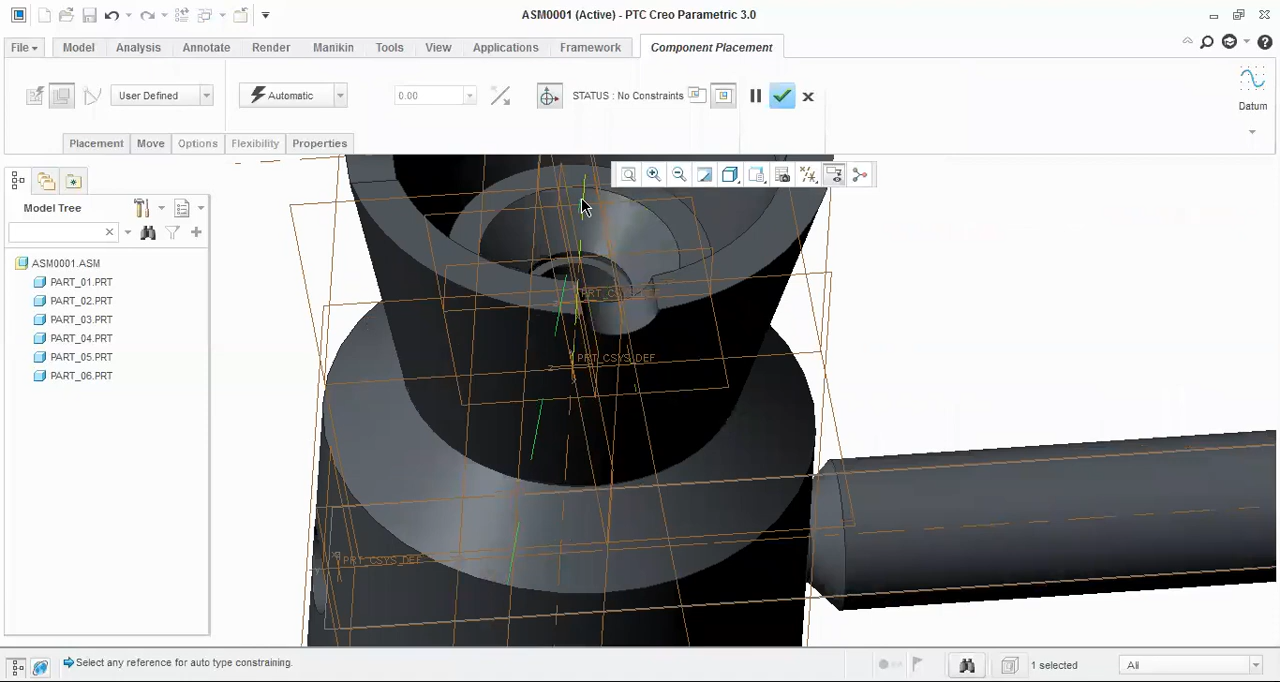 ASM0001 (Active) - PTC Creo Parametric 3.0
File
Model
Analysis
Annotate
Render
Manikin
Tools
View
Applications
Framework
Component Placement
User Defined
Automatic
0.00
STATUS : No Constraints
Datum
Placement
Move
Options
Flexibility
Properties
Model Tree
ASM0001.ASM
PART_01.PRT
PART_02.PRT
PART_03.PRT
PART_04.PRT
PART_05.PRT
PART_06.PRT
PRT_CSYS_DEF
PRT_CSYS_DEF
PRT_CSYS_DEF
Select any reference for auto type constraining.
1 selected
All